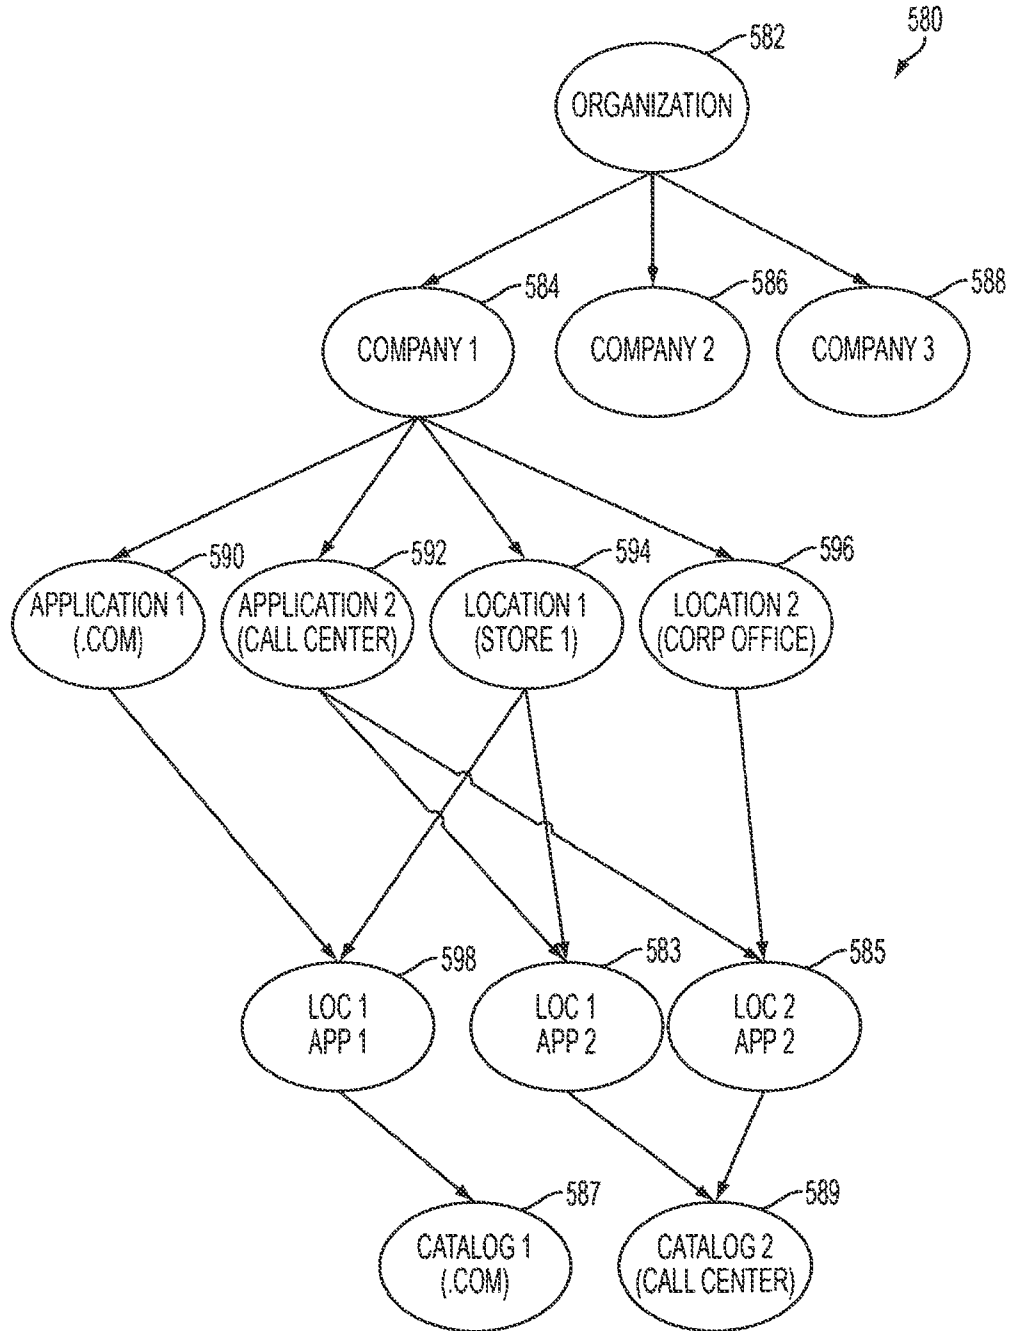 580
582
ORGANIZATION
584
586
588
COMPANY 1
COMPANY 2
COMPANY 3
590
592
594
596
APPLICATION 1
(.COM)
APPLICATION 2
(CALL CENTER)
LOCATION 1
(STORE 1)
LOCATION 2
(CORP OFFICE)
598
583
585
LOC 1
APP 1
LOC 1
APP 2
LOC 2
APP 2
587
589
CATALOG 1
(.COM)
CATALOG 2
(CALL CENTER)